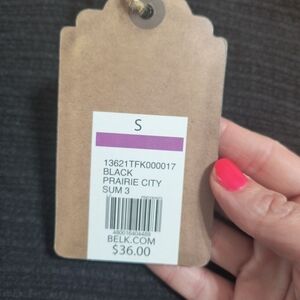 S
13621TFK000017
BLACK
PRAIRIE CITY
SUM 3
BELK.COM
$36.00